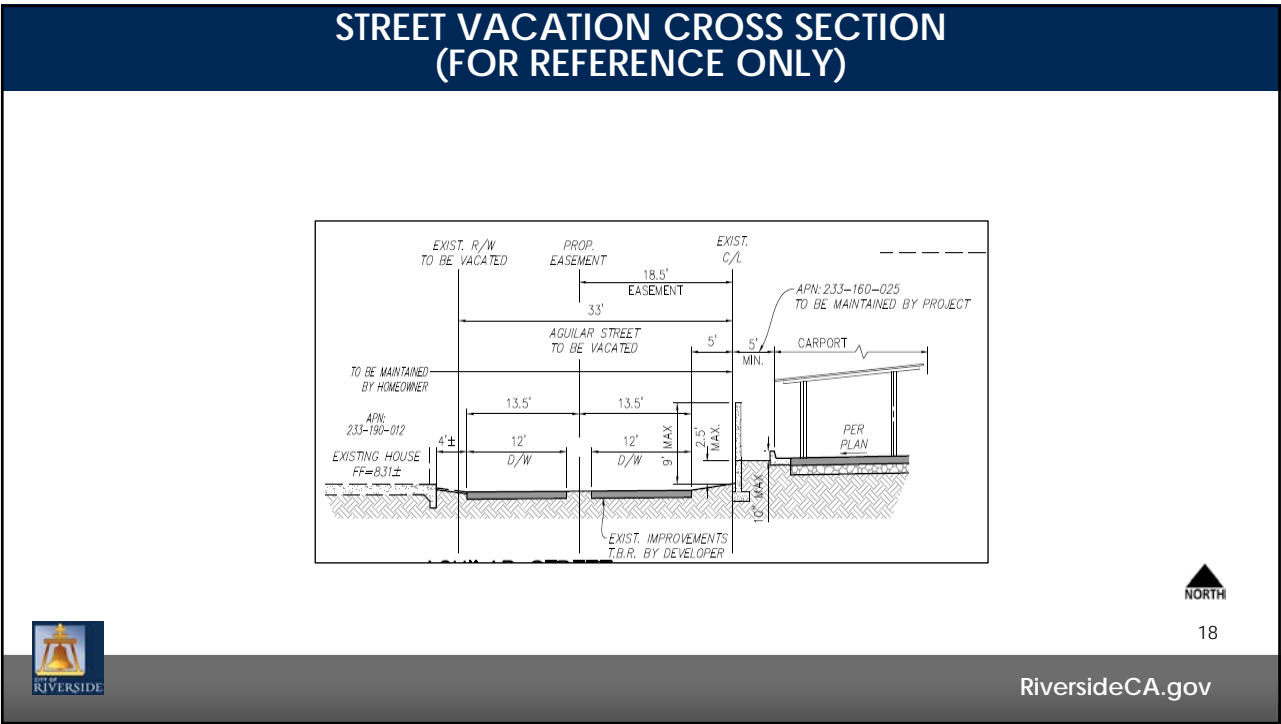 STREET VACATION CROSS SECTION
(FOR REFERENCE ONLY)
EXIST. R/W
TO BE VACATED
PROP.
EASEMENT
EXIST.
C/L
18.5'
EASEMENT
33'
AGUILAR STREET
TO BE VACATED
5'
5'
MIN.
CARPORT
APN: 233-160-025
TO BE MAINTAINED BY PROJECT
TO BE MAINTAINED
BY HOMEOWNER
13.5'
13.5'
APN:
233-190-012
4'±
12'
D/W
12'
D/W
9' MAX
2.5'
MAX.
PER
PLAN
EXISTING HOUSE
FF=831±
10" MAX.
EXIST. IMPROVEMENTS
T.B.R. BY DEVELOPER
NORTH
18
CITY OF
RIVERSIDE
RiversideCA.gov